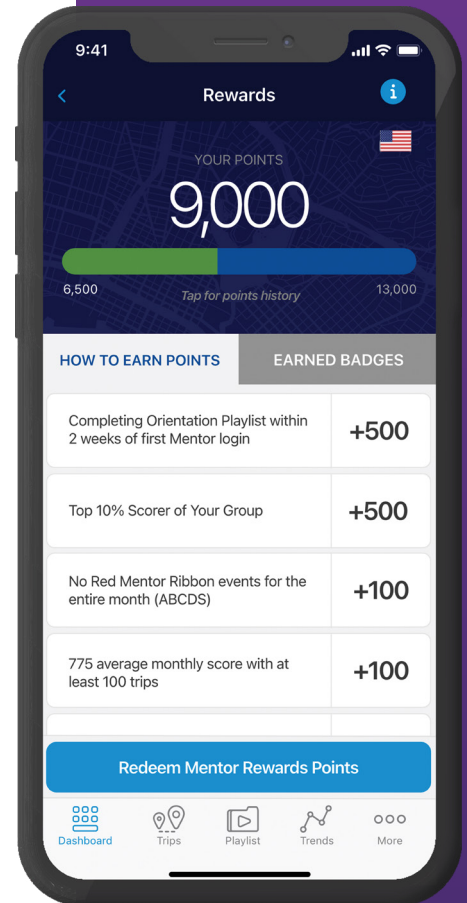 9:41
Rewards
i
YOUR POINTS
9,000
6,500
Tap for points history
13,000
HOW TO EARN POINTS
EARNED BADGES
Completing Orientation Playlist within
2 weeks of first Mentor login
+500
Top 10% Scorer of Your Group
+500
No Red Mentor Ribbon events for the
entire month (ABCDS)
+100
775 average monthly score with at
least 100 trips
+100
Redeem Mentor Rewards Points
Dashboard
Trips
Playlist
Trends
More